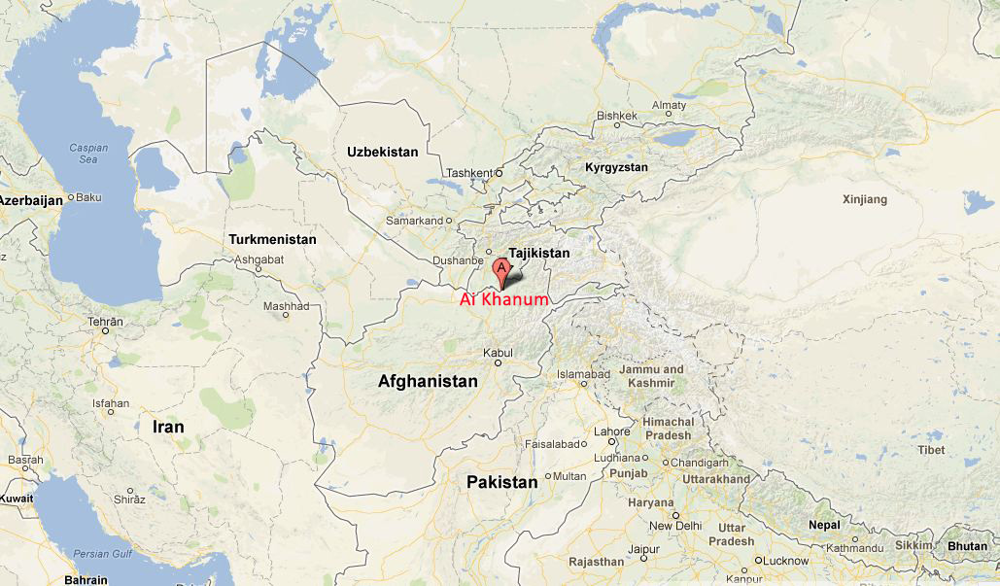 Almaty
Bishkek
Caspian
Sea
Uzbekistan
Kyrgyzstan
Tashkent
Azerbaijan
Baku
Xinjiang
Samarkand
Turkmenistan
Tajikistan
Dushanbe
Ashgabat
A
Ai Khanum
Mashhad
Tehrān
Kabul
Afghanistan
Islamabad
Jammu and
Kashmir
Isfahan
Iran
Himachal
Pradesh
Lahore
Faisalabad
Ludhiana
Chandigarh
Tibet
Basrah
Pakistan
Multan
Punjab
Uttarakhand
Kuwait
Shirāz
Haryana
New Delhi
Nepal
Uttar
Pradesh
Kathmandu
Sikkim
Bhutan
Persian Gulf
Jaipur
Rajasthan
Lucknow
Kanpur
Bahrain